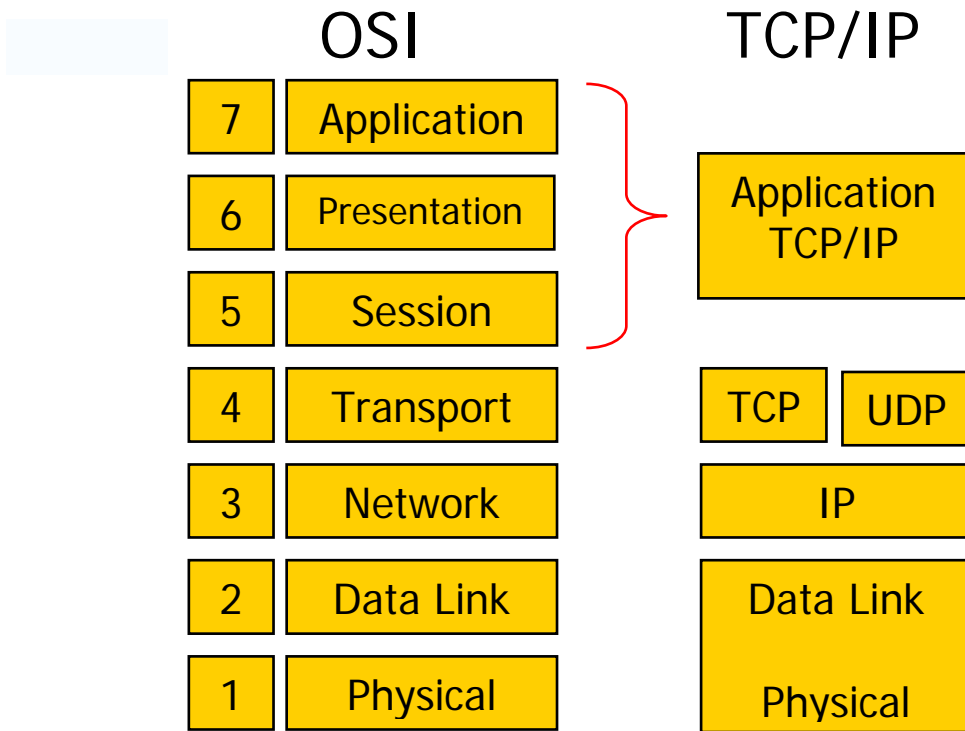 OSI TCP/IP
7 Application
6 Presentation
Application
TCP/IP
5 Session
4 Transport TCP UDP
3 Network IP
2 Data Link Data Link
1 Physical Physical